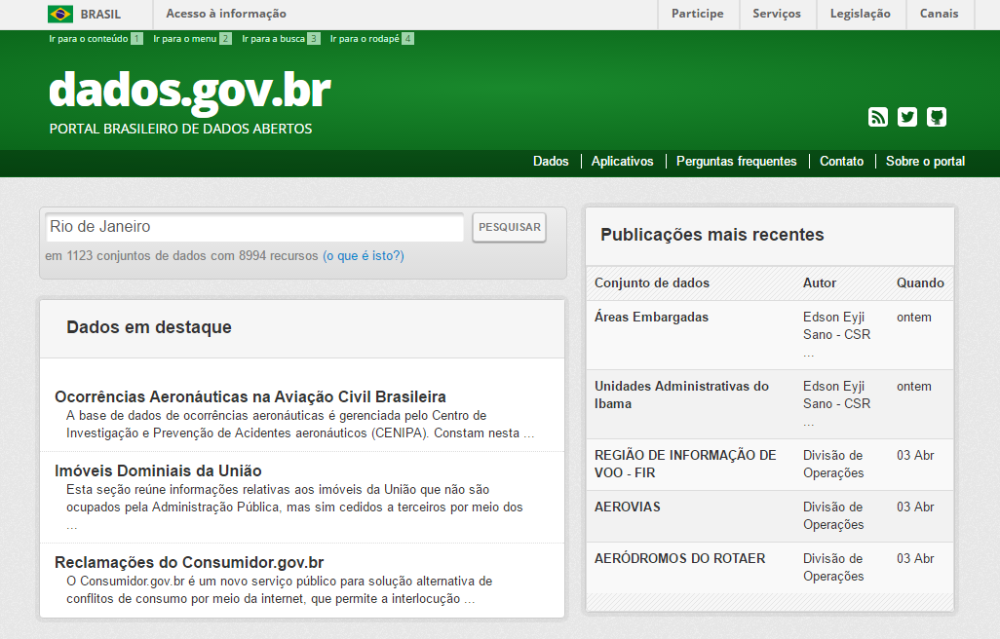 BRASIL Acesso à informação Participe Serviços Legislação Canais
Ir para o conteúdo 1 Ir para o menu 2 Ir para a busca 3 Ir para o rodapé 4
dados.gov.br
PORTAL BRASILEIRO DE DADOS ABERTOS
Dados Aplicativos Perguntas frequentes Contato Sobre o portal
Rio de Janeiro PESQUISAR
em 1123 conjuntos de dados com 8994 recursos (o que é isto?)
Dados em destaque
Ocorrências Aeronáuticas na Aviação Civil Brasileira
A base de dados de ocorrências aeronáuticas é gerenciada pelo Centro de
Investigação e Prevenção de Acidentes aeronáuticos (CENIPA). Constam nesta ...
Imóveis Dominiais da União
Esta seção reúne informações relativas aos imóveis da União que não são
ocupados pela Administração Pública, mas sim cedidos a terceiros por meio dos
...
Reclamações do Consumidor.gov.br
O Consumidor.gov.br é um novo serviço público para solução alternativa de
conflitos de consumo por meio da internet, que permite a interlocução ...
Publicações mais recentes
Conjunto de dados Autor Quando
Áreas Embargadas Edson Eyji ontem
Sano - CSR
...
Unidades Administrativas do Edson Eyji ontem
Ibama Sano - CSR
...
REGIÃO DE INFORMAÇÃO DE Divisão de 03 Abr
VOO - FIR Operações
AEROVIAS Divisão de 03 Abr
Operações
AERÓDROMOS DO ROTAER Divisão de 03 Abr
Operações